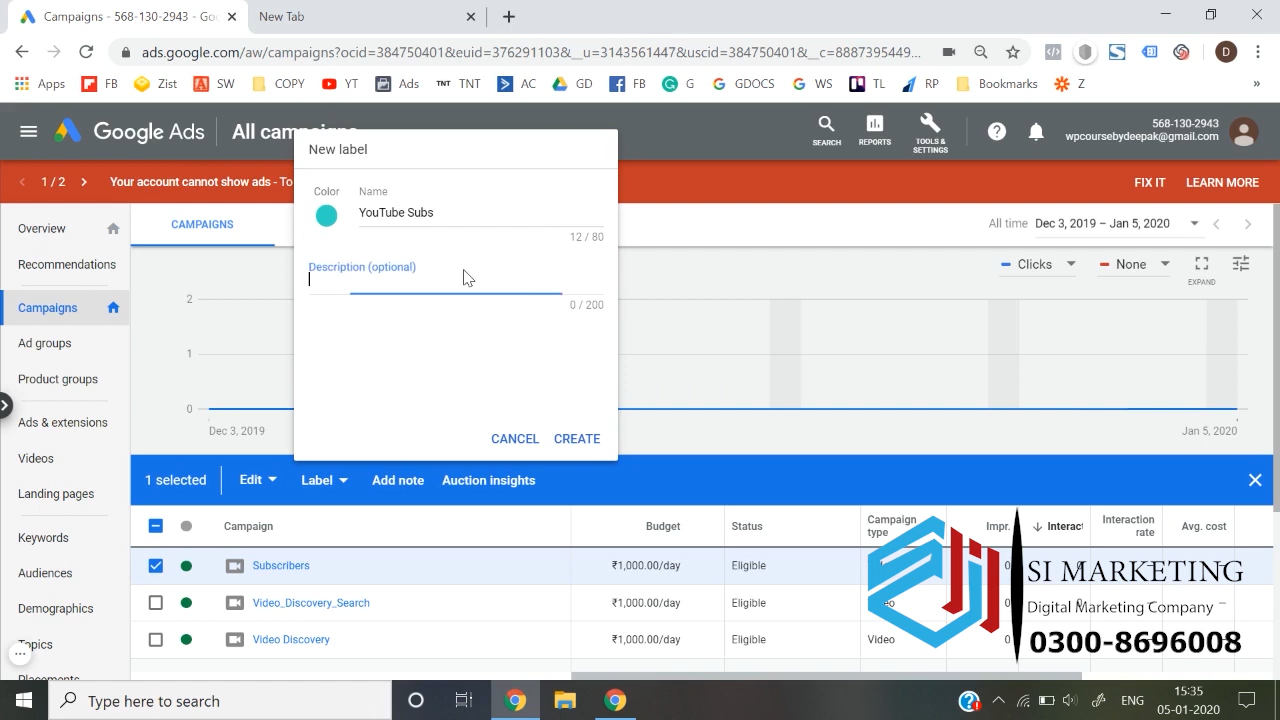 Campaigns - 568-130-2943 - Goo
New Tab
ads.google.com/aw/campaigns?ocid=384750401&euid=376291103&__u=3143561447&uscid=384750401&__c=8887395449...
D
Apps
FB
Zist
SW
COPY
YT
Ads
TNT
TNT
AC
GD
FB
G
GDOCS
WS
TL
RP
Bookmarks
Z
»
Google Ads
All campaigns
SEARCH
REPORTS
TOOLS &
SETTINGS
568-130-2943
wpcoursebydeepak@gmail.com
1 / 2
Your account cannot show ads - To
FIX IT
LEARN MORE
New label
Color
Name
YouTube Subs
12 / 80
Description (optional)
0 / 200
CANCEL
CREATE
Overview
Recommendations
Campaigns
Ad groups
Product groups
Ads & extensions
Videos
Landing pages
Keywords
Audiences
Demographics
Topics
Placements
CAMPAIGNS
All time
Dec 3, 2019 – Jan 5, 2020
Clicks
None
EXPAND
2
1
0
Dec 3, 2019
Jan 5, 2020
1 selected
Edit
Label
Add note
Auction insights
Campaign
Budget
Status
Campaign
type
Impr.
Interact
Interaction
rate
Avg. cost
Subscribers
₹1,000.00/day
Eligible
0
–
Video_Discovery_Search
₹1,000.00/day
Eligible
0
–
Video Discovery
₹1,000.00/day
Eligible
Video
0
SI MARKETING
Digital Marketing Company
0300-8696008
Type here to search
ENG
15:35
05-01-2020